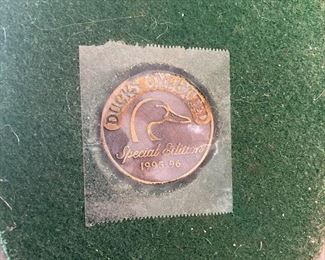 DUCKS UNLIMITED
Special Edition
1995-96